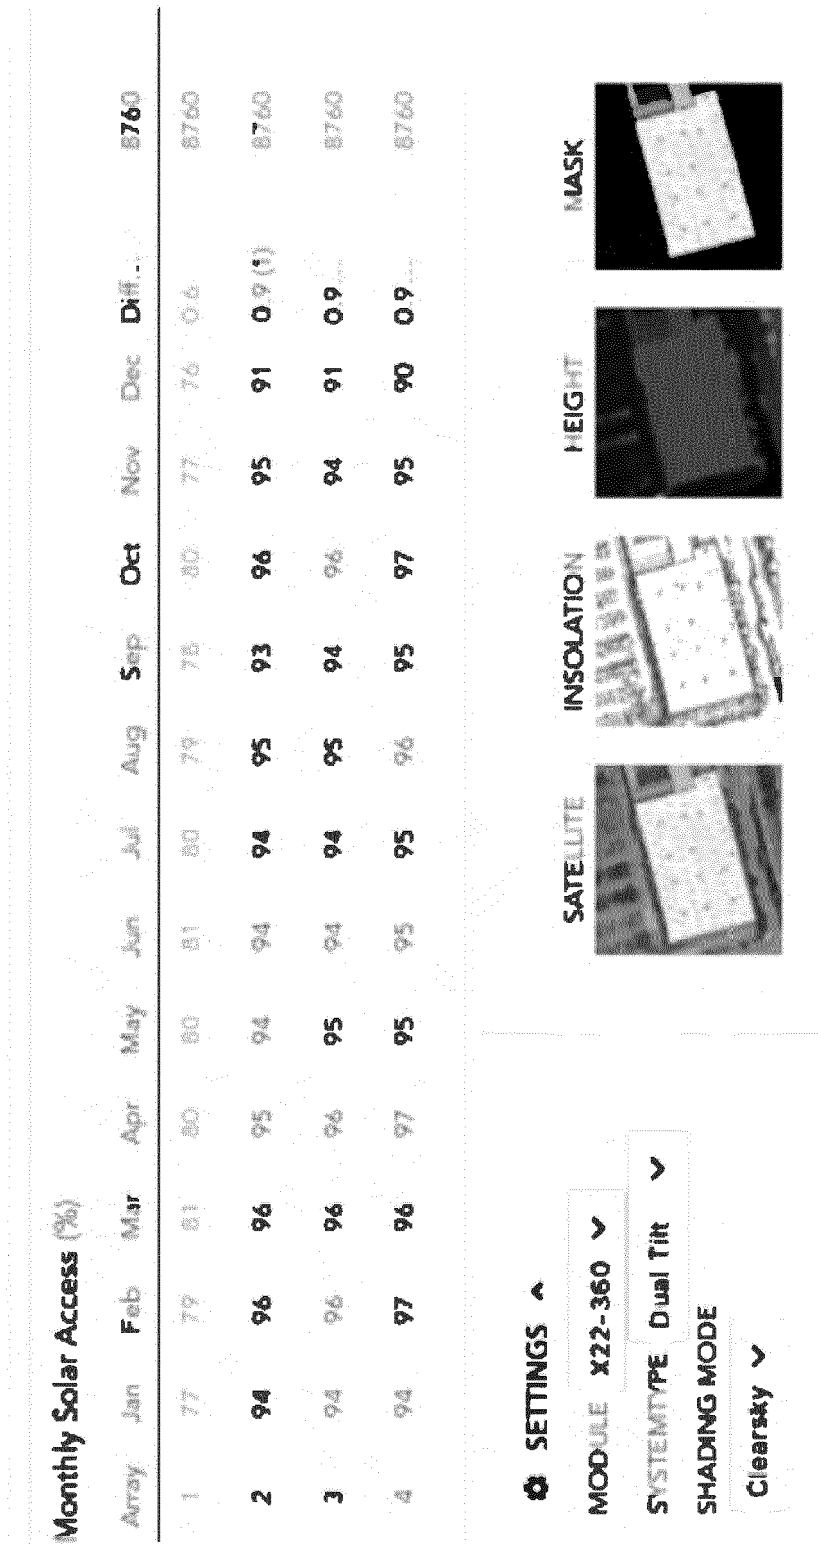 Monthly Solar Access (%)
Array Jan Feb Mar Apr May Jun Jul Aug Sep Oct Nov Dec Diff... 8760
1 77 79 81 80 80 81 80 79 78 80 77 76 0.6 8760
2 94 96 96 95 94 94 94 95 93 96 95 91 0.9 (1) 8760
3 94 96 96 96 95 94 94 95 94 96 94 91 0.9.... 8760
4 94 97 96 97 95 95 95 96 95 97 95 90 0.9.... 8760
SETTINGS
MODULE X22-360
SYSTEMTYPE Dual Tilt
SHADING MODE
Clearsky
SATELLITE INSOLATION HEIGHT MASK